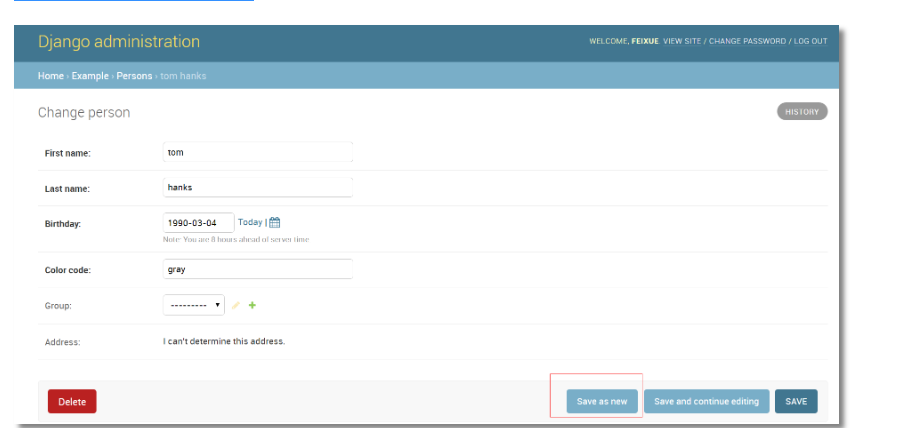 Django administration
WELCOME, FEIXUE. VIEW SITE / CHANGE PASSWORD / LOG OUT
Home › Example › Persons › tom hanks
Change person
HISTORY
First name: tom
Last name: hanks
Birthday: 1990-03-04 Today |
Note: You are 8 hours ahead of server time
Color code: gray
Group: ---------
Address: I can't determine this address.
Delete Save as new Save and continue editing SAVE